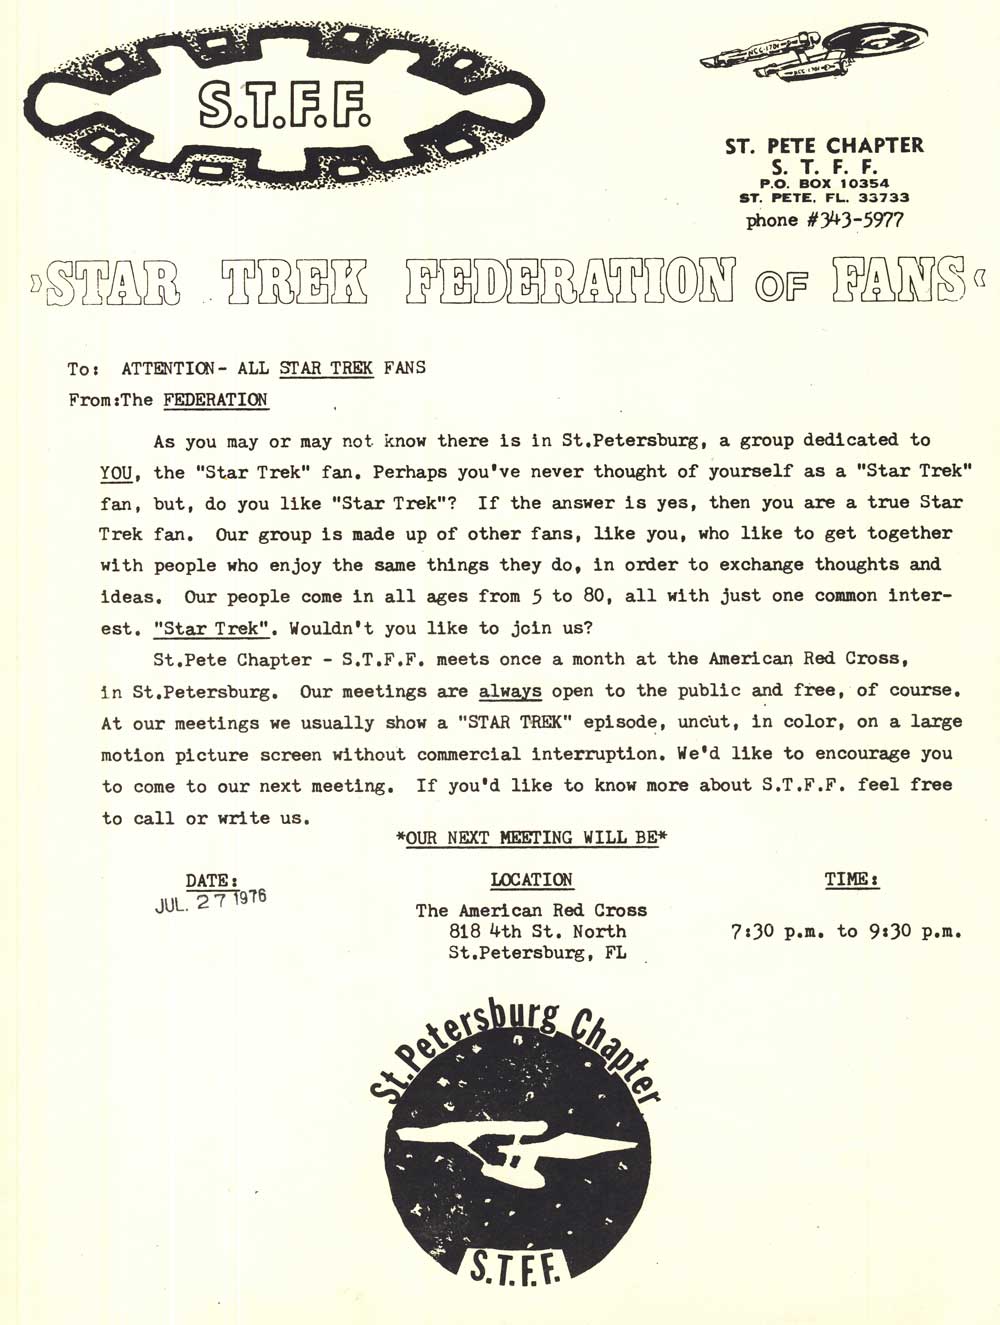 S.T.F.F.
NCC-1701
NCC-1701
ST. PETE CHAPTER
S. T. F. F.
P.O. BOX 10354
ST. PETE. FL. 33733
phone #343-5977
STAR TREK FEDERATION OF FANS
To: ATTENTION- ALL STAR TREK FANS
From:The FEDERATION
As you may or may not know there is in St.Petersburg, a group dedicated to
YOU, the "Star Trek" fan. Perhaps you've never thought of yourself as a "Star Trek"
fan, but, do you like "Star Trek"? If the answer is yes, then you are a true Star
Trek fan. Our group is made up of other fans, like you, who like to get together
with people who enjoy the same things they do, in order to exchange thoughts and
ideas. Our people come in all ages from 5 to 80, all with just one common inter-
est. "Star Trek". Wouldn't you like to join us?
St.Pete Chapter - S.T.F.F. meets once a month at the American Red Cross,
in St.Petersburg. Our meetings are always open to the public and free, of course.
At our meetings we usually show a "STAR TREK" episode, uncut, in color, on a large
motion picture screen without commercial interruption. We'd like to encourage you
to come to our next meeting. If you'd like to know more about S.T.F.F. feel free
to call or write us.
*OUR NEXT MEETING WILL BE*
DATE:
JUL. 27 1976
LOCATION
The American Red Cross
818 4th St. North
St.Petersburg, FL
TIME:
7:30 p.m. to 9:30 p.m.
St.Petersburg Chapter
S.T.F.F.